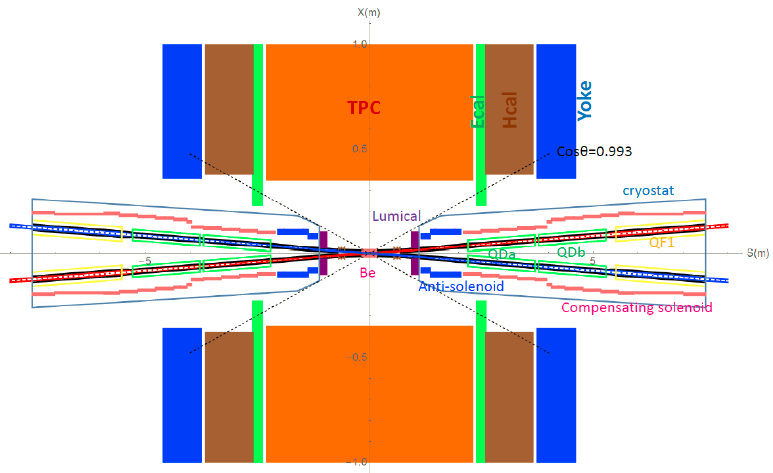 X(m)
1.0
TPC
Ecal
Hcal
Yoke
0.5
Cosθ=0.993
cryostat
Lumical
QF1
QDa
QDb
S(m)
-5
5
Be
Anti-solenoid
Compensating solenoid
-0.5
-1.0